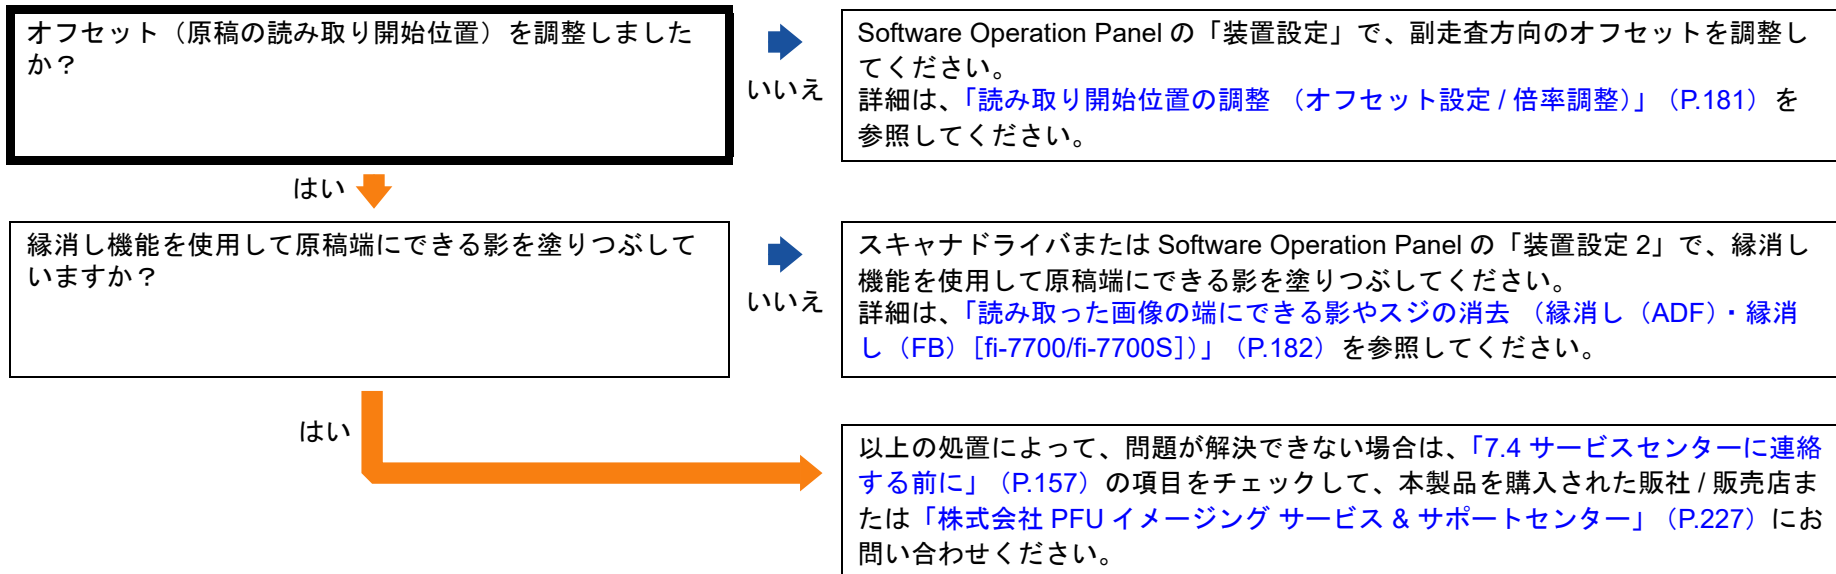 オフセット（原稿の読み取り開始位置）を調整しました
か？
いいえ
Software Operation Panel の「装置設定」で、副走査方向のオフセットを調整し
てください。
詳細は、「読み取り開始位置の調整 （オフセット設定 / 倍率調整）」（P.181）を
参照してください。
はい
縁消し機能を使用して原稿端にできる影を塗りつぶして
いますか？
いいえ
スキャナドライバまたは Software Operation Panel の「装置設定 2」で、縁消し
機能を使用して原稿端にできる影を塗りつぶしてください。
詳細は、「読み取った画像の端にできる影やスジの消去 （縁消し（ADF）・縁消
し（FB）［fi-7700/fi-7700S］）」（P.182）を参照してください。
はい
以上の処置によって、問題が解決できない場合は、「7.4 サービスセンターに連絡
する前に」（P.157）の項目をチェックして、本製品を購入された販社 / 販売店ま
たは「株式会社 PFU イメージング サービス & サポートセンター」（P.227）にお
問い合わせください。